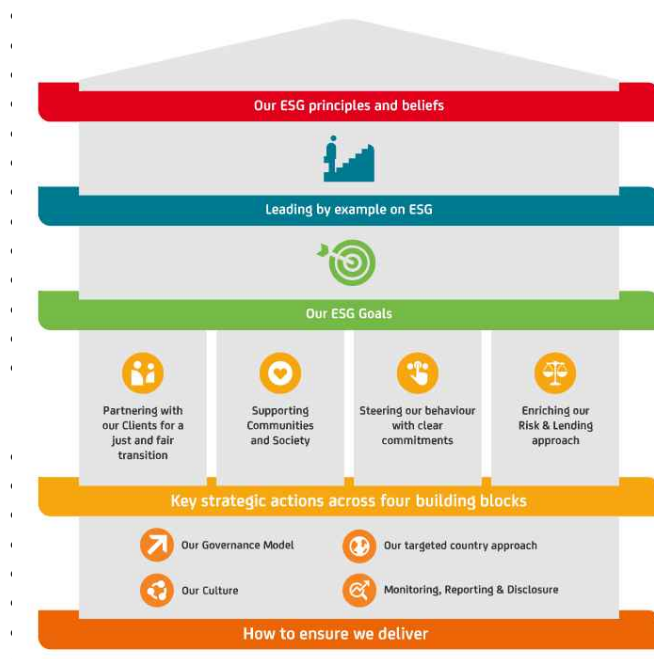 Our ESG principles and beliefs
Leading by example on ESG
Our ESG Goals
Partnering with
our Clients for a
just and fair
transition
Supporting
Communities
and Society
Steering our behaviour
with clear
commitments
Enriching our
Risk & Lending
approach
Key strategic actions across four building blocks
Our Governance Model
Our targeted country approach
Our Culture
Monitoring, Reporting & Disclosure
How to ensure we deliver